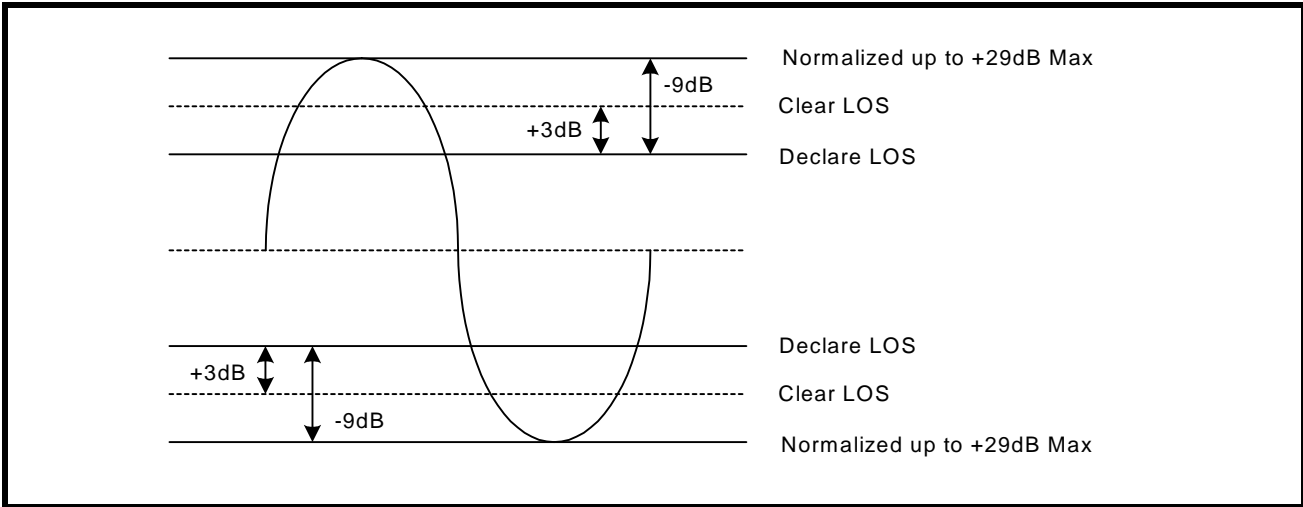 Normalized up to +29dB Max
-9dB
Clear LOS
+3dB
Declare LOS
Declare LOS
+3dB
Clear LOS
-9dB
Normalized up to +29dB Max